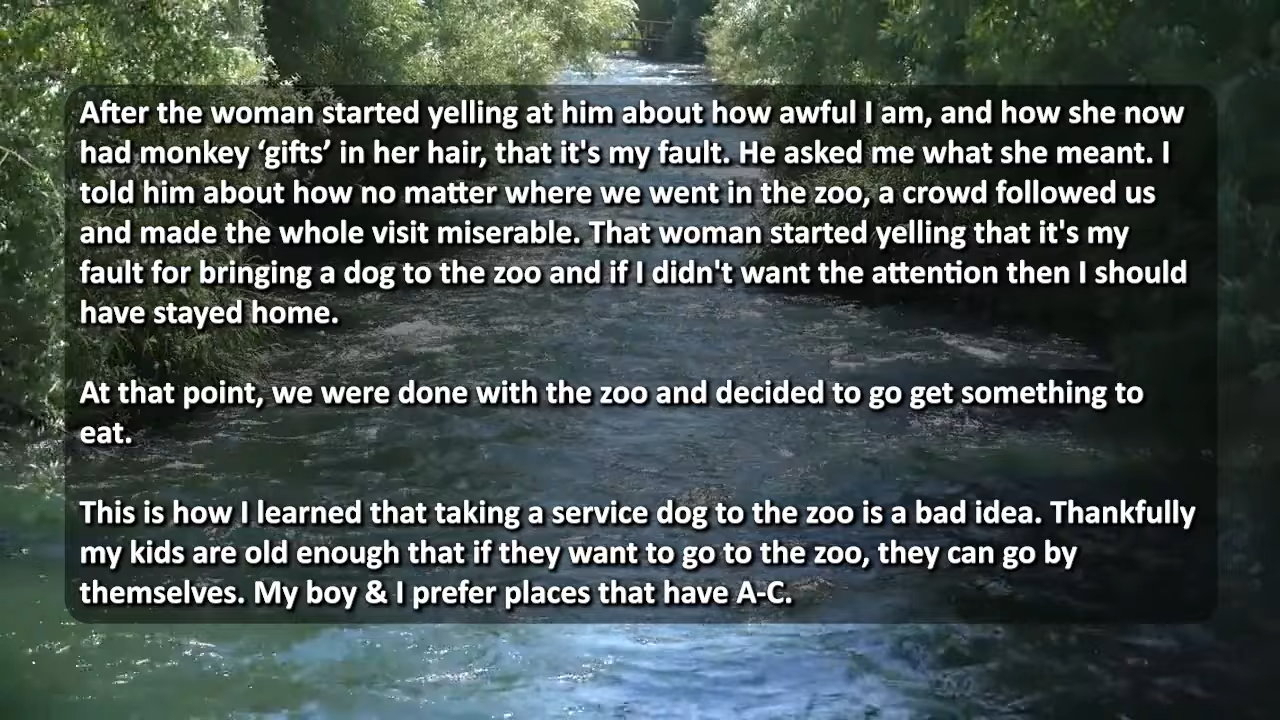 After the woman started yelling at him about how awful I am, and how she now
had monkey ‘gifts’ in her hair, that it's my fault. He asked me what she meant. I
told him about how no matter where we went in the zoo, a crowd followed us
and made the whole visit miserable. That woman started yelling that it's my
fault for bringing a dog to the zoo and if I didn't want the attention then I should
have stayed home.
At that point, we were done with the zoo and decided to go get something to
eat.
This is how I learned that taking a service dog to the zoo is a bad idea. Thankfully
my kids are old enough that if they want to go to the zoo, they can go by
themselves. My boy & I prefer places that have A-C.